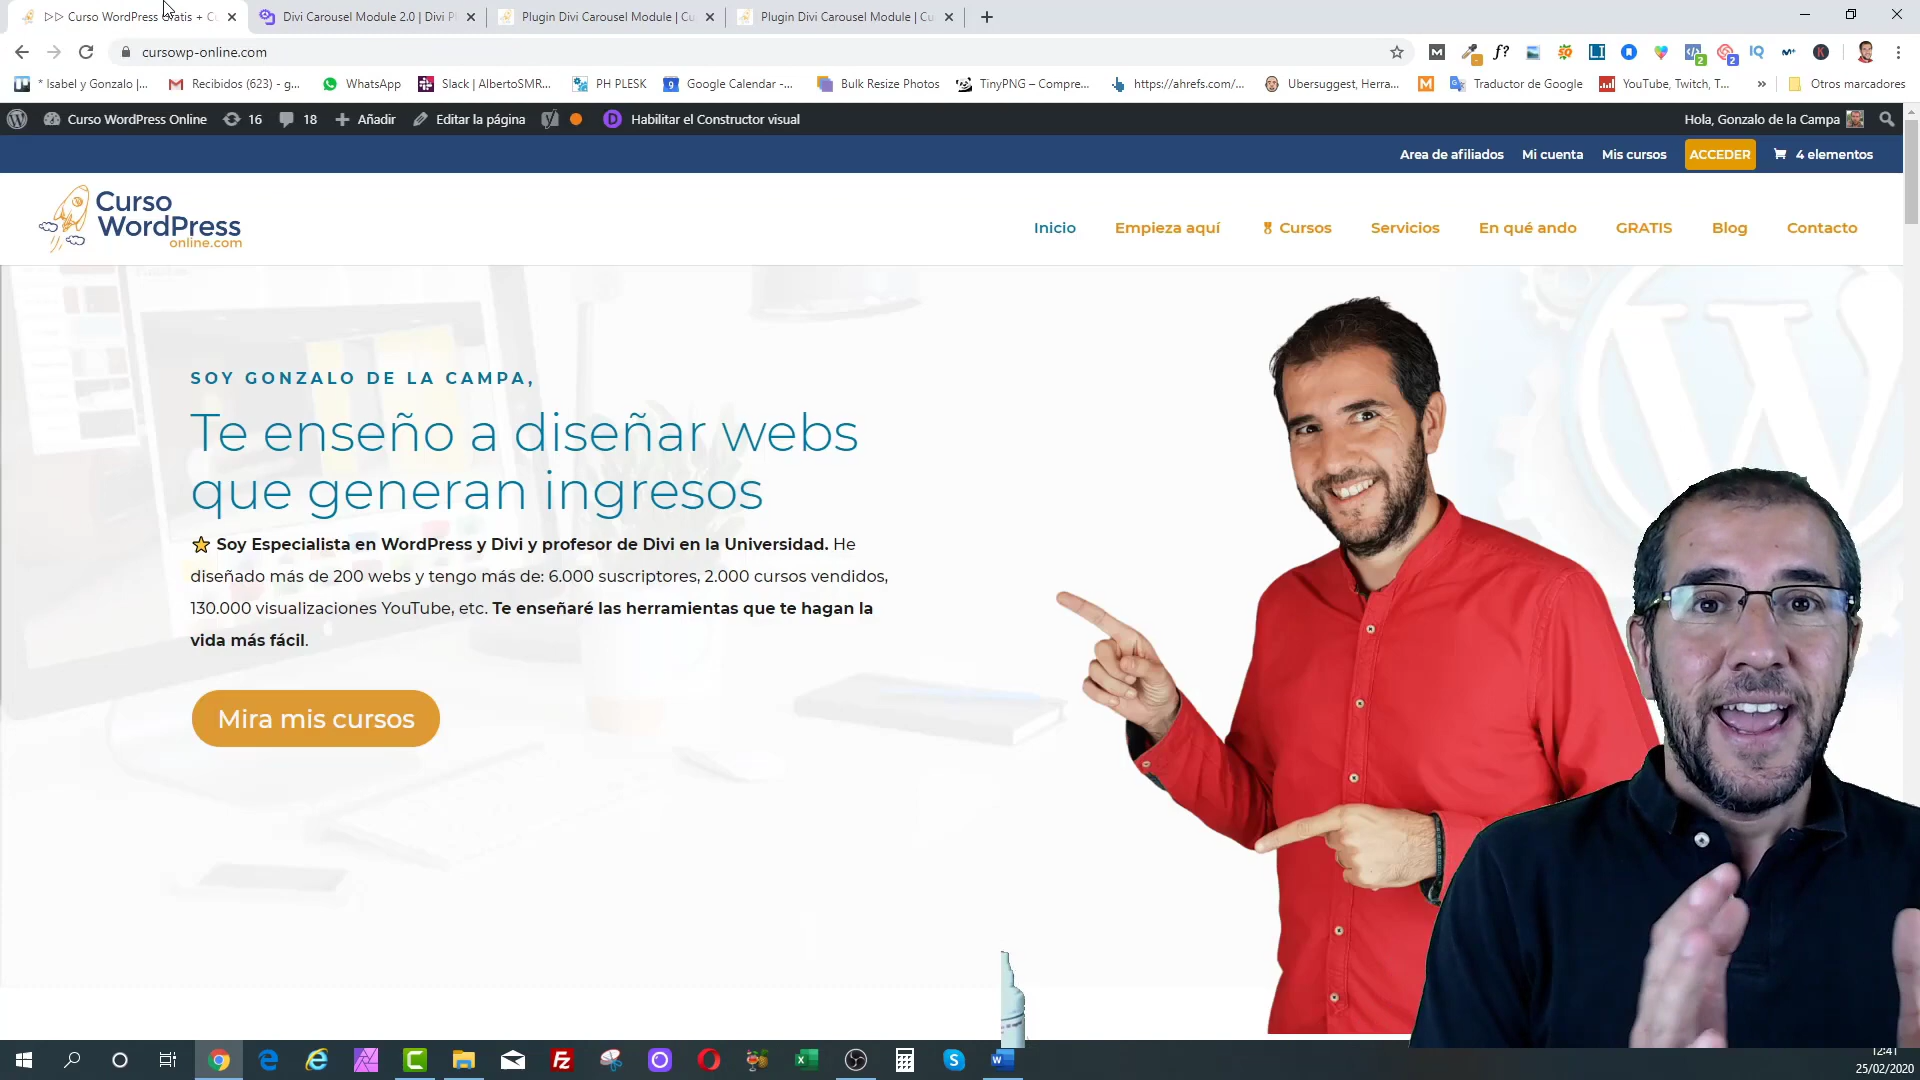 ▷▷ Curso WordPress Gratis + Cu
Divi Carousel Module 2.0 | Divi Pl
Plugin Divi Carousel Module | Cu
Plugin Divi Carousel Module | Cu
cursowp-online.com
* Isabel y Gonzalo |...
Recibidos (623) - g...
WhatsApp
Slack | AlbertoSMR...
PH PLESK
Google Calendar -...
Bulk Resize Photos
TinyPNG – Compre...
https://ahrefs.com/...
Ubersuggest, Herra...
Traductor de Google
YouTube, Twitch, T...
»
Otros marcadores
Curso WordPress Online
16
18
Añadir
Editar la página
Habilitar el Constructor visual
Hola, Gonzalo de la Campa
Area de afiliados
Mi cuenta
Mis cursos
ACCEDER
4 elementos
Curso
WordPress
online.com
Inicio
Empieza aquí
Cursos
Servicios
En qué ando
GRATIS
Blog
Contacto
SOY GONZALO DE LA CAMPA,
Te enseño a diseñar webs
que generan ingresos
Soy Especialista en WordPress y Divi y profesor de Divi en la Universidad. He
diseñado más de 200 webs y tengo más de: 6.000 suscriptores, 2.000 cursos vendidos,
130.000 visualizaciones YouTube, etc. Te enseñaré las herramientas que te hagan la
vida más fácil.
Mira mis cursos
12:41
25/02/2020